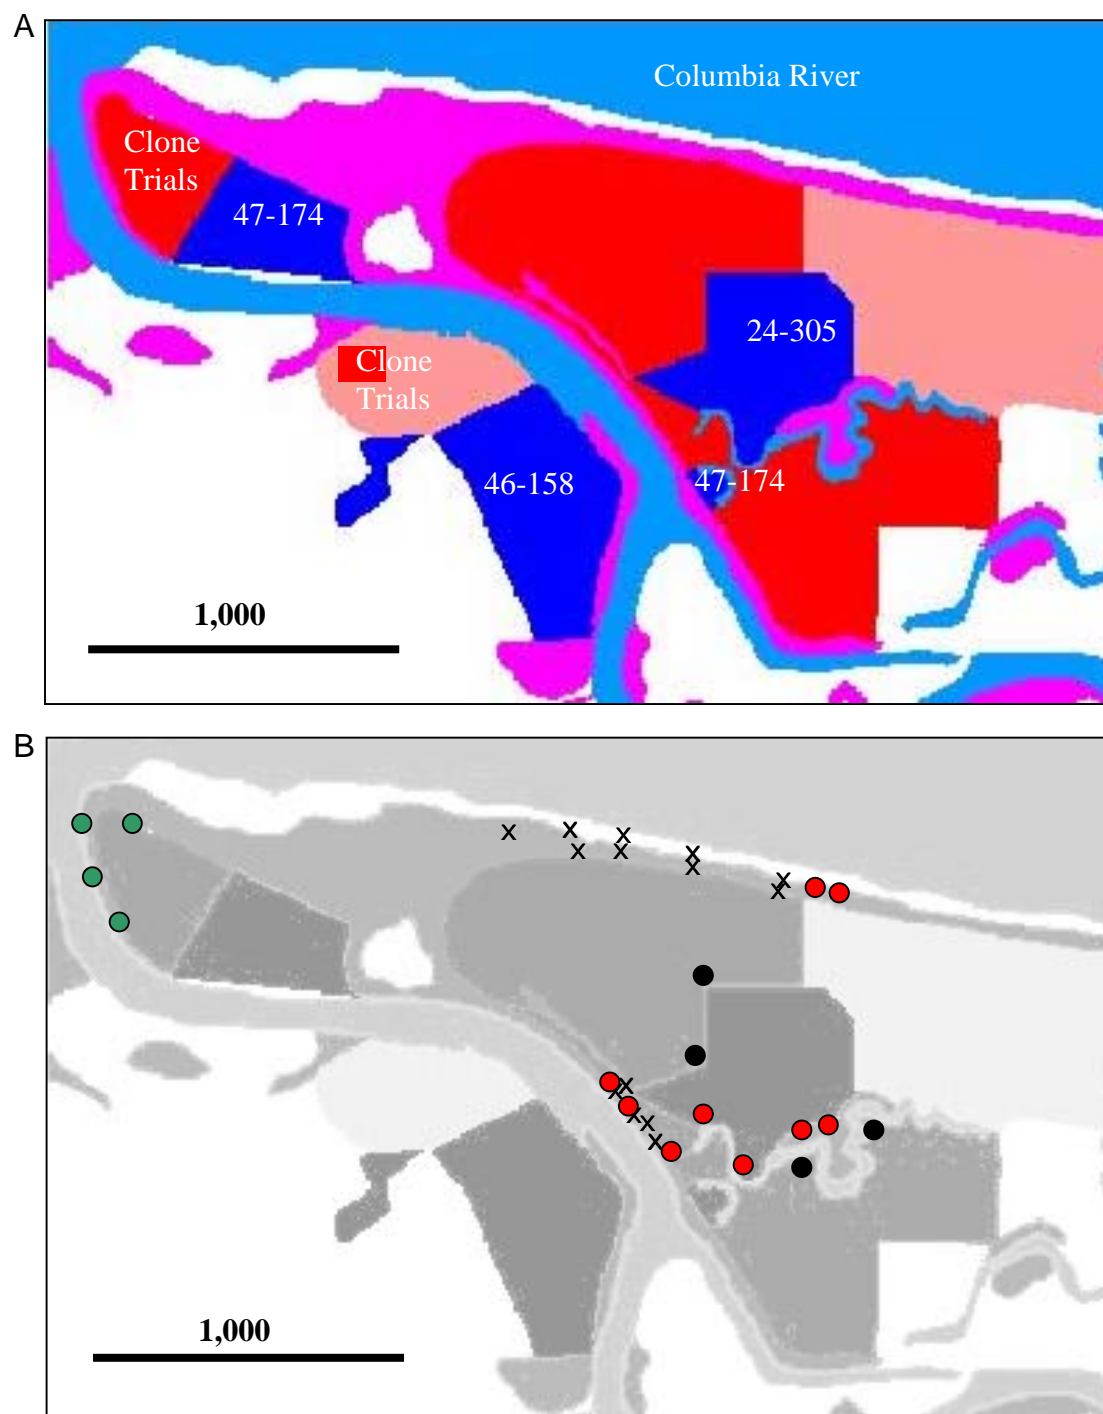 A
Columbia River
Clone
Trials
47-174
24-305
Clone
Trials
46-158
47-174
1,000
B
x x x
x x x
x
x
x
x
x
x
x
x
1,000